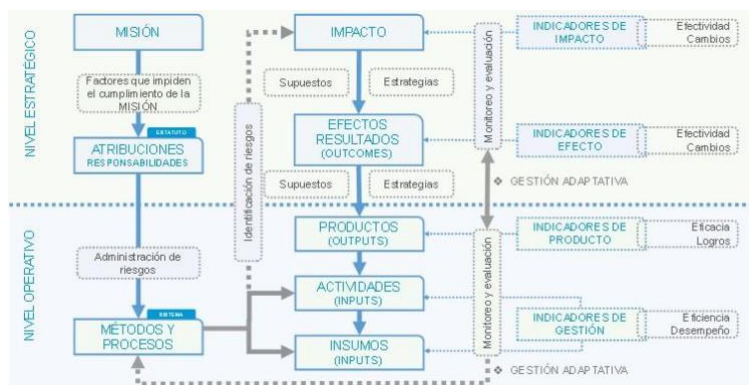 NIVEL ESTRATÉGICO
MISIÓN
Factores que impiden
el cumplimiento de la
MISIÓN
ESTATUTO
ATRIBUCIONES
RESPONSABILIDADES
Identificación de riesgos
IMPACTO
Supuestos
Estrategias
EFECTOS
RESULTADOS
(OUTCOMES)
Supuestos
Estrategias
Monitoreo y evaluación
INDICADORES DE
IMPACTO
Efectividad
Cambios
INDICADORES DE
EFECTO
Efectividad
Cambios
❖ GESTIÓN ADAPTATIVA
NIVEL OPERATIVO
Administración de
riesgos
SISTEMA
MÉTODOS Y
PROCESOS
PRODUCTOS
(OUTPUTS)
ACTIVIDADES
(INPUTS)
INSUMOS
(INPUTS)
Monitoreo y evaluación
INDICADORES
DE PRODUCTO
Eficacia
Logros
INDICADORES DE
GESTIÓN
Eficiencia
Desempeño
❖ GESTIÓN ADAPTATIVA